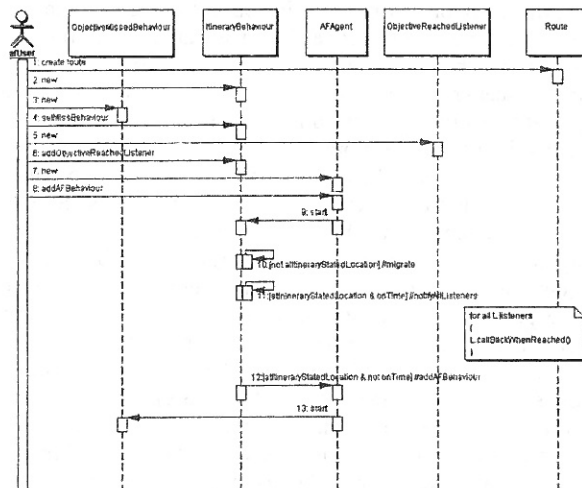 ObjectiveMissedBehaviour
ItineraryBehaviour
AFAgent
ObjectiveReachedListener
Route
afUser
1: create route
2: new
3: new
4: setMissBehaviour
5: new
6: addObjectiveReachedListener
7: new
8: addAFBehaviour
9: start
10:[not atItineraryStatedLocation] //migrate
11:[atItineraryStatedLocation & onTime] //notifyAllListeners
for all L listeners
{
L.callBackWhenReached()
}
12:[atItineraryStatedLocation & not onTime] //addAFBehaviour
13: start